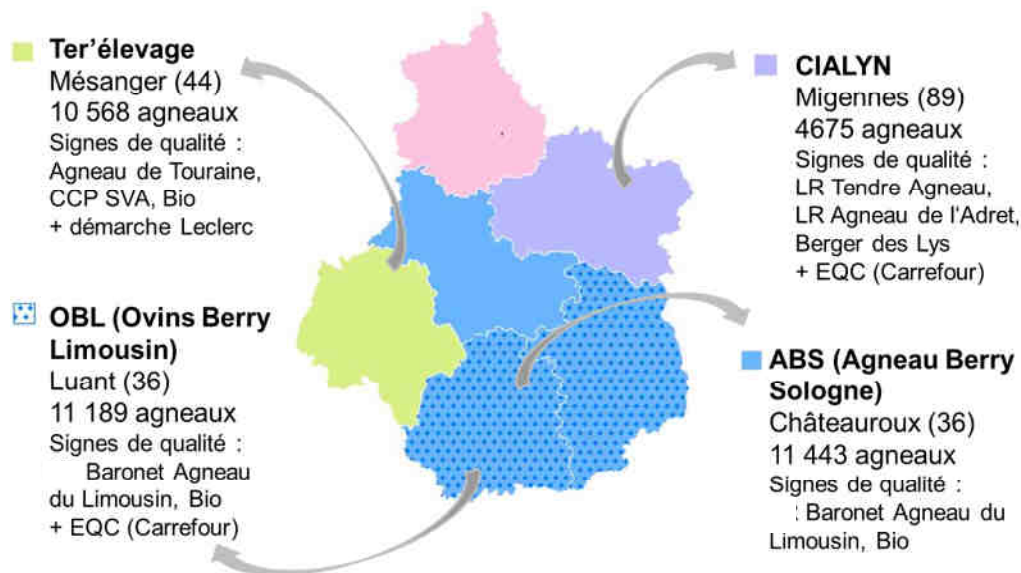 Ter'élevage
Mésanger (44)
10 568 agneaux
Signes de qualité :
Agneau de Touraine,
CCP SVA, Bio
+ démarche Leclerc
OBL (Ovins Berry
Limousin)
Luant (36)
11 189 agneaux
Signes de qualité :
Baronet Agneau
du Limousin, Bio
+ EQC (Carrefour)
CIALYN
Migennes (89)
4675 agneaux
Signes de qualité :
LR Tendre Agneau,
LR Agneau de l'Adret,
Berger des Lys
+ EQC (Carrefour)
ABS (Agneau Berry
Sologne)
Châteauroux (36)
11 443 agneaux
Signes de qualité :
Baronet Agneau du
Limousin, Bio